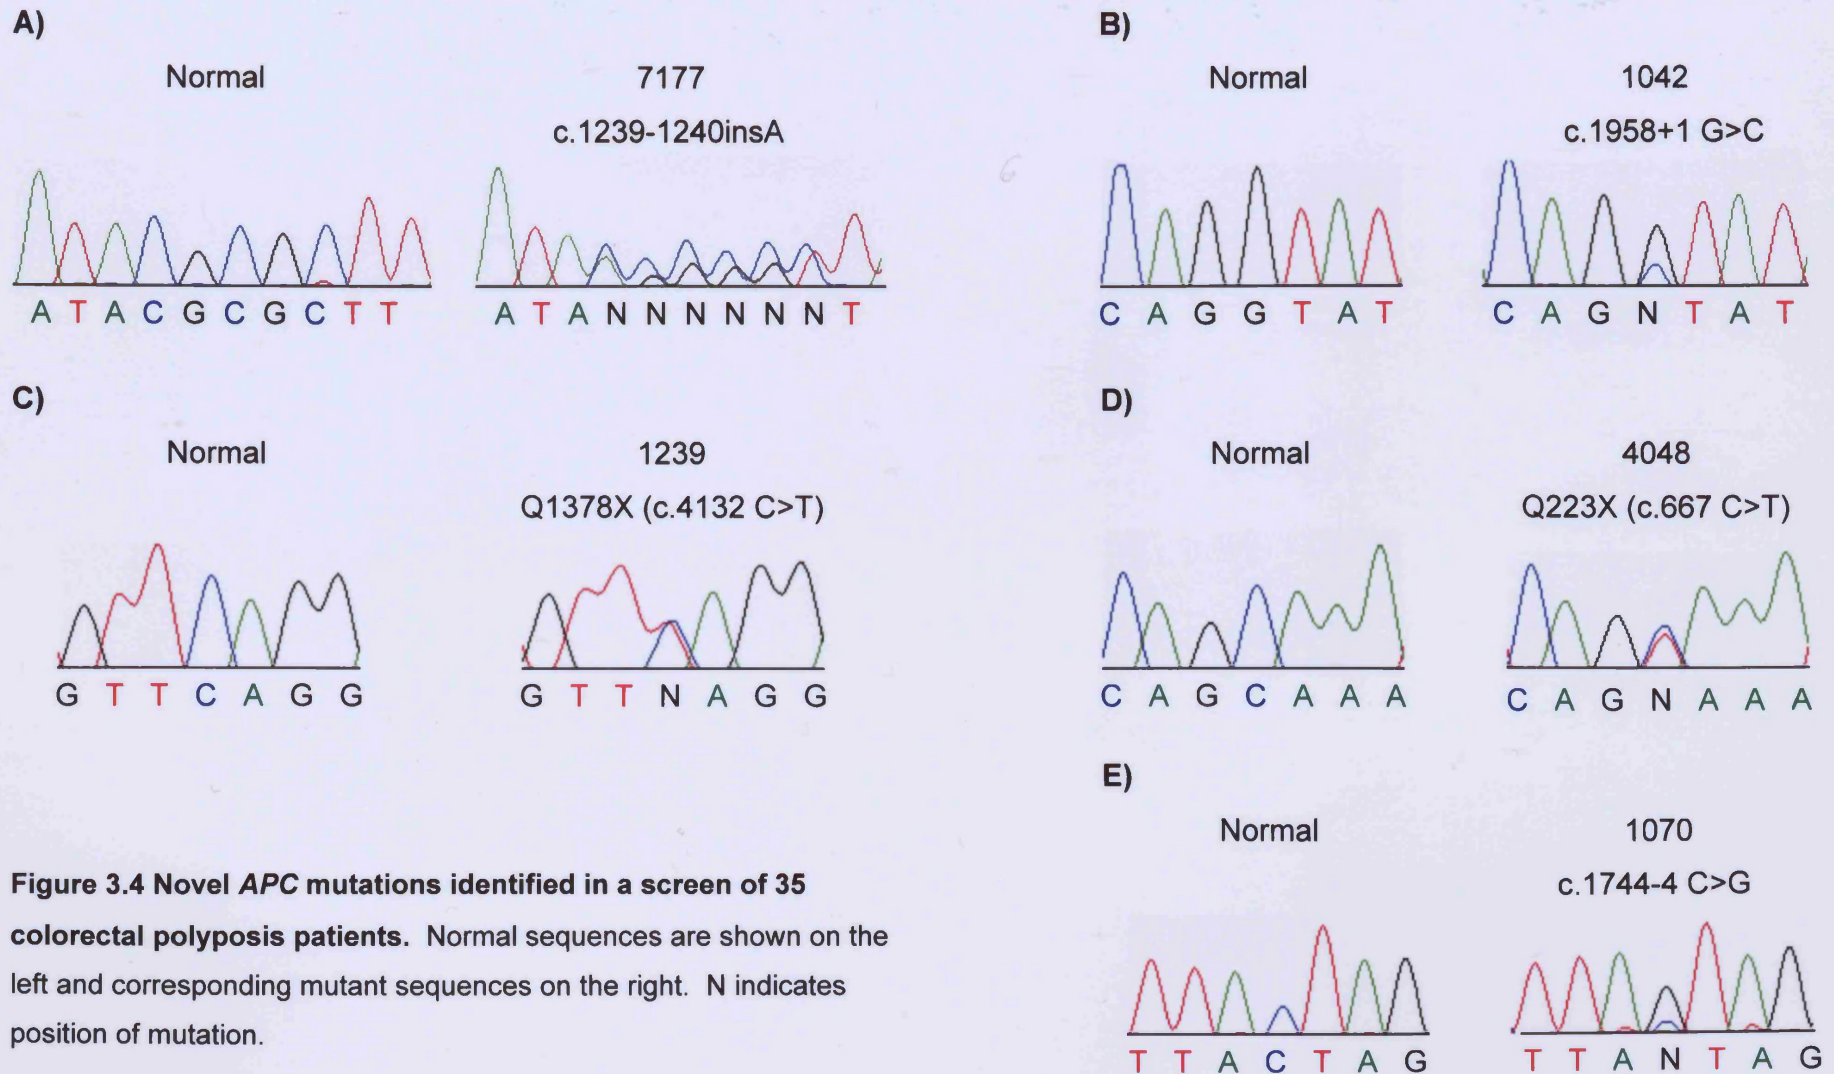 A)
Normal
7177
c.1239-1240insA
A T A C G C G C T T
A T A N N N N N N T
B)
Normal
1042
c.1958+1 G>C
C A G G T A T
C A G N T A T
C)
Normal
1239
Q1378X (c.4132 C>T)
G T T C A G G
G T T N A G G
D)
Normal
4048
Q223X (c.667 C>T)
C A G C A A A
C A G N A A A
E)
Normal
1070
c.1744-4 C>G
T T A C T A G
T T A N T A G
Figure 3.4 Novel APC mutations identified in a screen of 35
colorectal polyposis patients. Normal sequences are shown on the
left and corresponding mutant sequences on the right. N indicates
position of mutation.